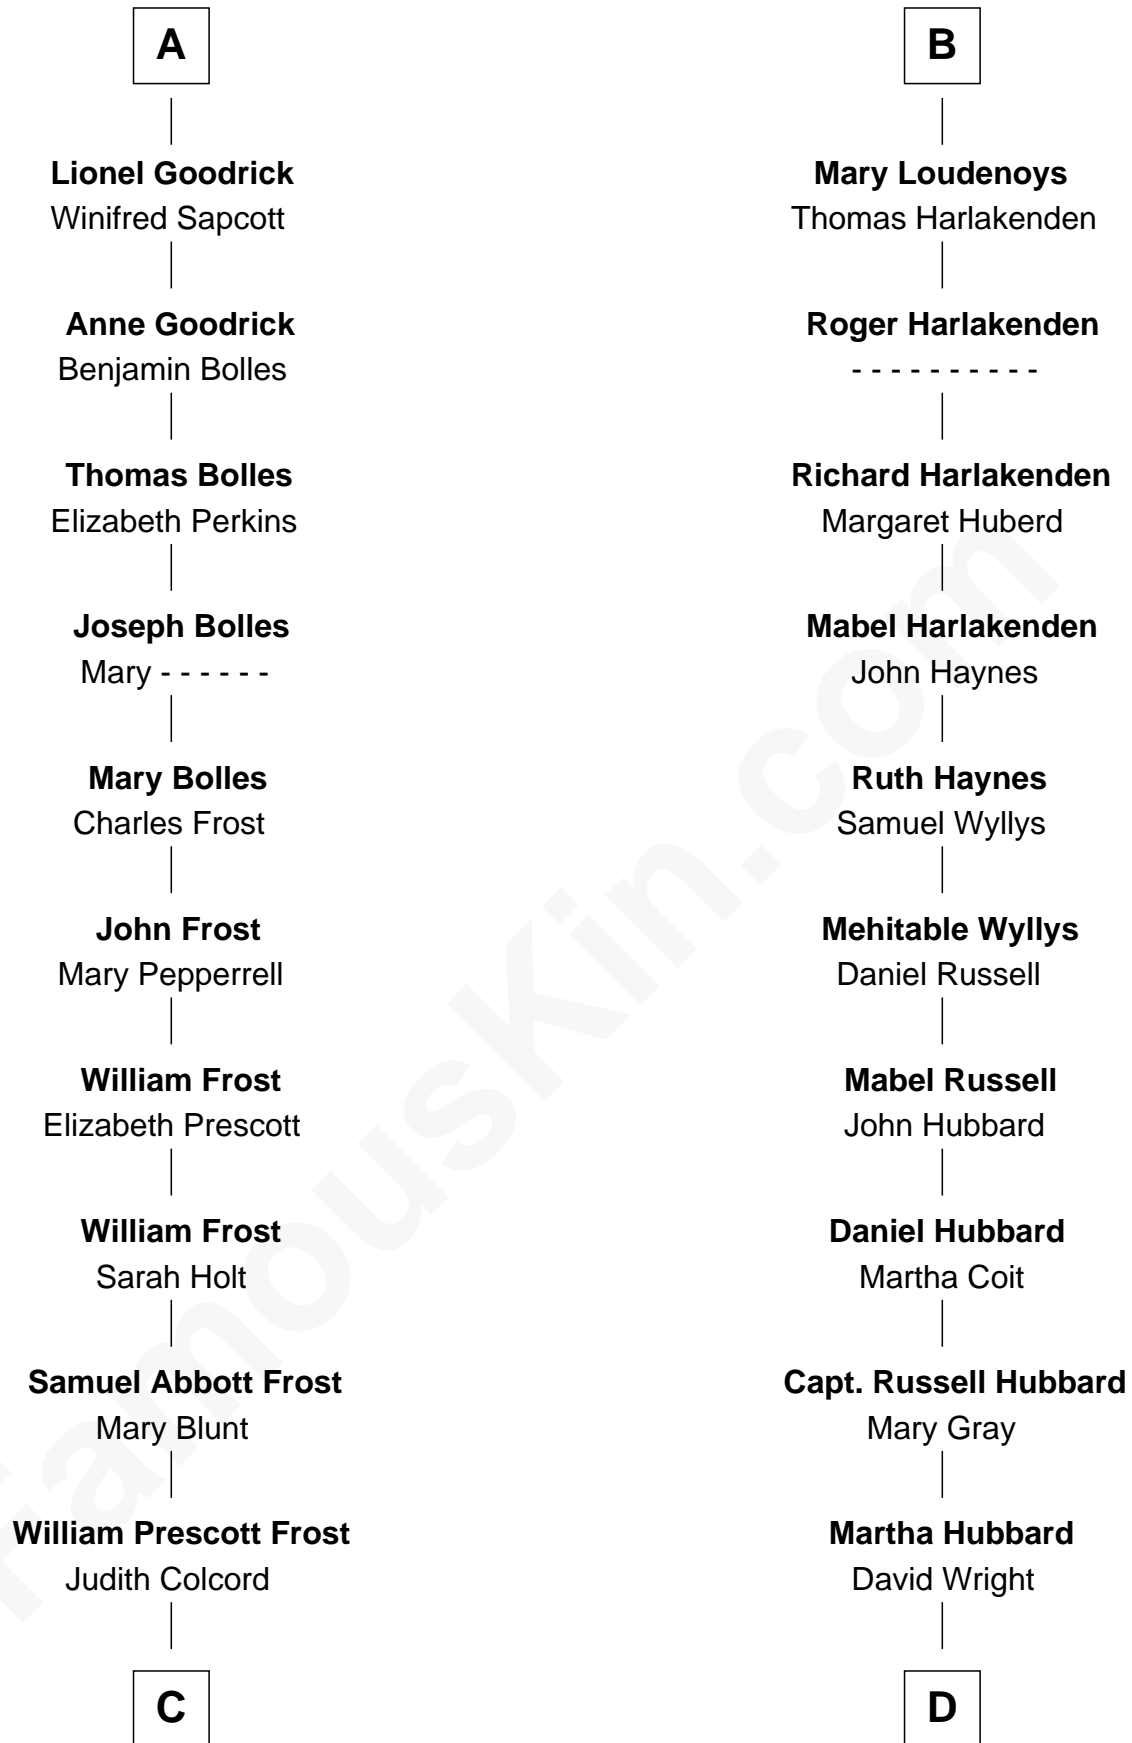 A
Lionel Goodrick
Winifred Sapcott
Anne Goodrick
Benjamin Bolles
Thomas Bolles
Elizabeth Perkins
Joseph Bolles
Mary - - - - - -
Mary Bolles
Charles Frost
John Frost
Mary Pepperrell
William Frost
Elizabeth Prescott
William Frost
Sarah Holt
Samuel Abbott Frost
Mary Blunt
William Prescott Frost
Judith Colcord
C
B
Mary Loudenoys
Thomas Harlakenden
Roger Harlakenden
- - - - - - - - - -
Richard Harlakenden
Margaret Huberd
Mabel Harlakenden
John Haynes
Ruth Haynes
Samuel Wyllys
Mehitable Wyllys
Daniel Russell
Mabel Russell
John Hubbard
Daniel Hubbard
Martha Coit
Capt. Russell Hubbard
Mary Gray
Martha Hubbard
David Wright
D
FamousKin.com